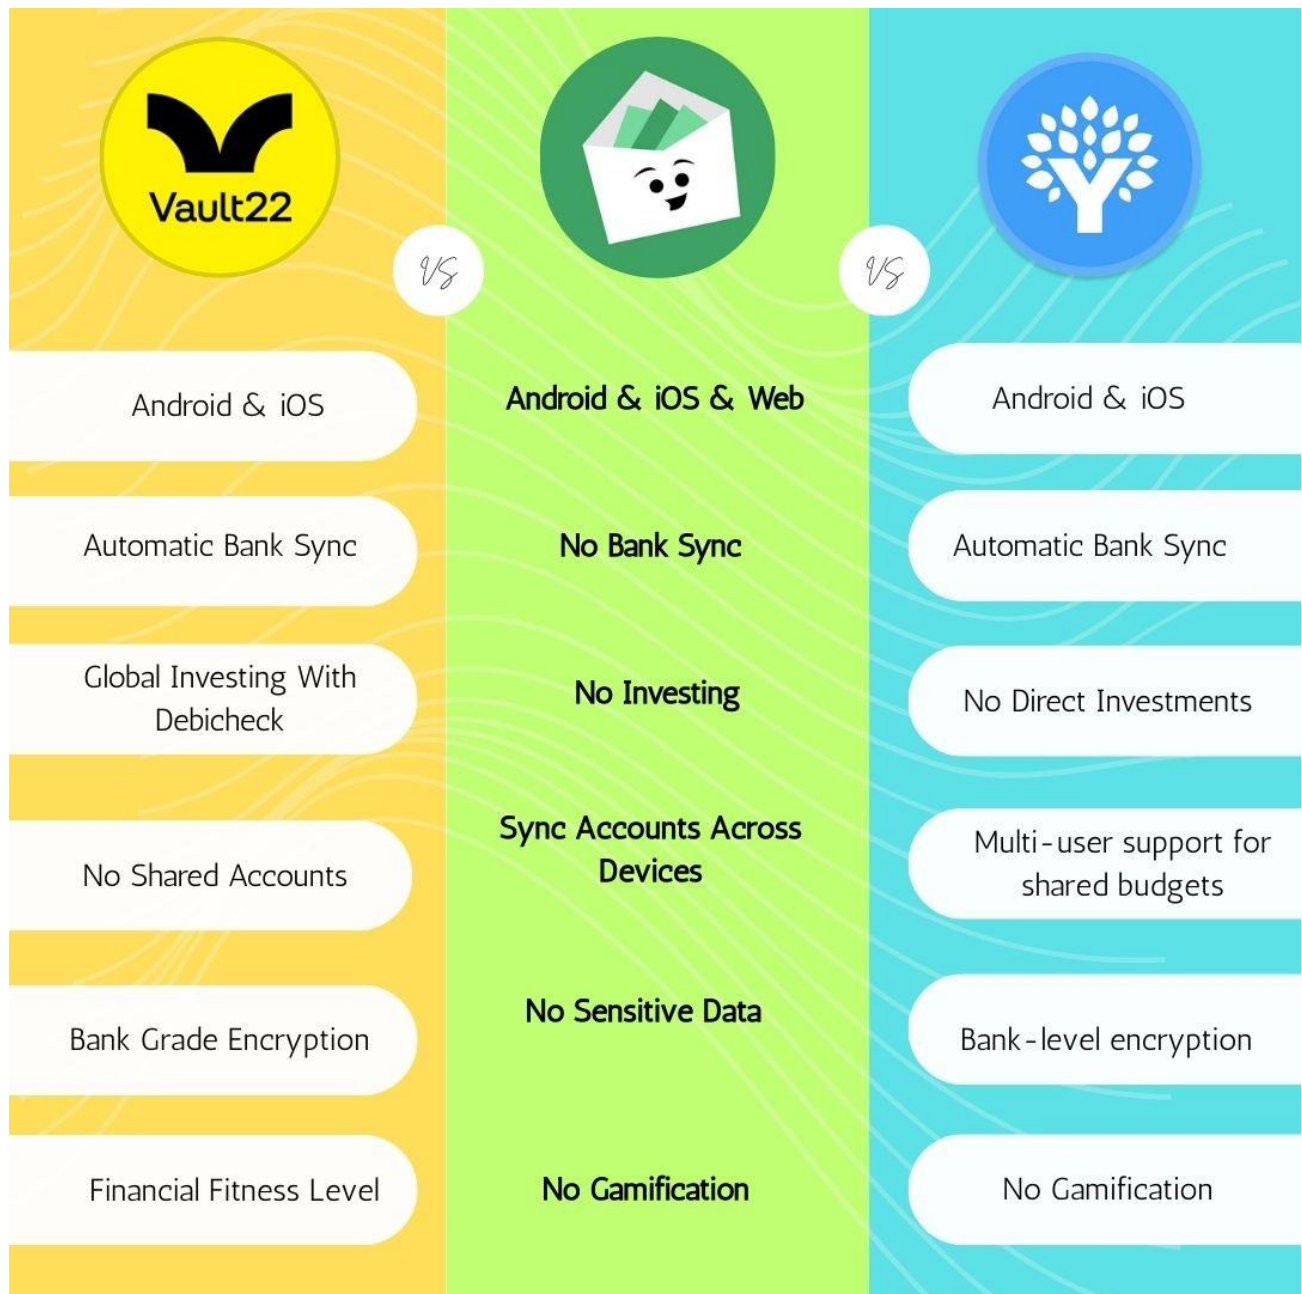 Vault22
VS
VS
Android & iOS
Android & iOS & Web
Android & iOS
Automatic Bank Sync
No Bank Sync
Automatic Bank Sync
Global Investing With
Debicheck
No Investing
No Direct Investments
No Shared Accounts
Sync Accounts Across
Devices
Multi-user support for
shared budgets
Bank Grade Encryption
No Sensitive Data
Bank-level encryption
Financial Fitness Level
No Gamification
No Gamification